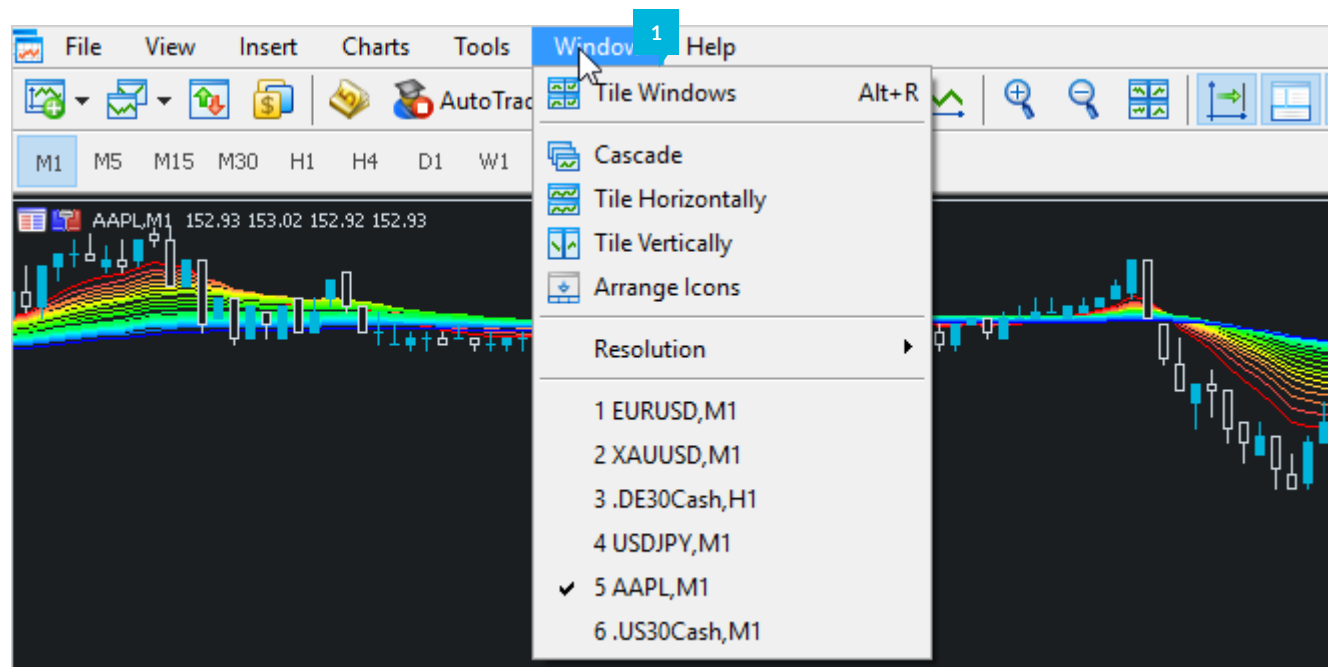 File View Insert Charts Tools Window Help
1
AutoTrad
Tile Windows Alt+R
M1 M5 M15 M30 H1 H4 D1 W1
Cascade
Tile Horizontally
AAPL,M1 152.93 153.02 152.92 152.93
Tile Vertically
Arrange Icons
Resolution
1 EURUSD,M1
2 XAUUSD,M1
3 .DE30Cash,H1
4 USDJPY,M1
5 AAPL,M1
6 .US30Cash,M1